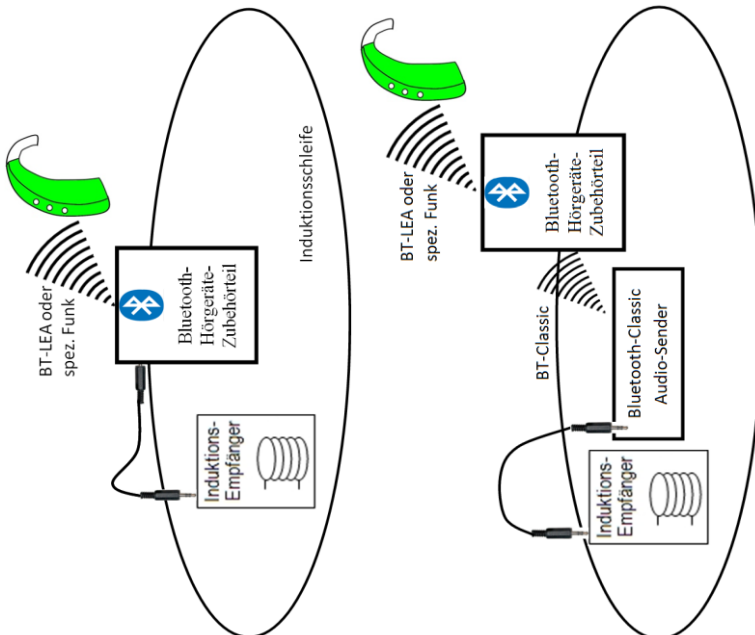 BT-LEA oder
spez. Funk
Bluetooth-
Hörgeräte-
Zubehörteil
Induktionsschleife
Induktions-
Empfänger
BT-LEA oder
spez. Funk
Bluetooth-
Hörgeräte-
Zubehörteil
BT-Classic
Bluetooth-Classic
Audio-Sender
Induktions-
Empfänger